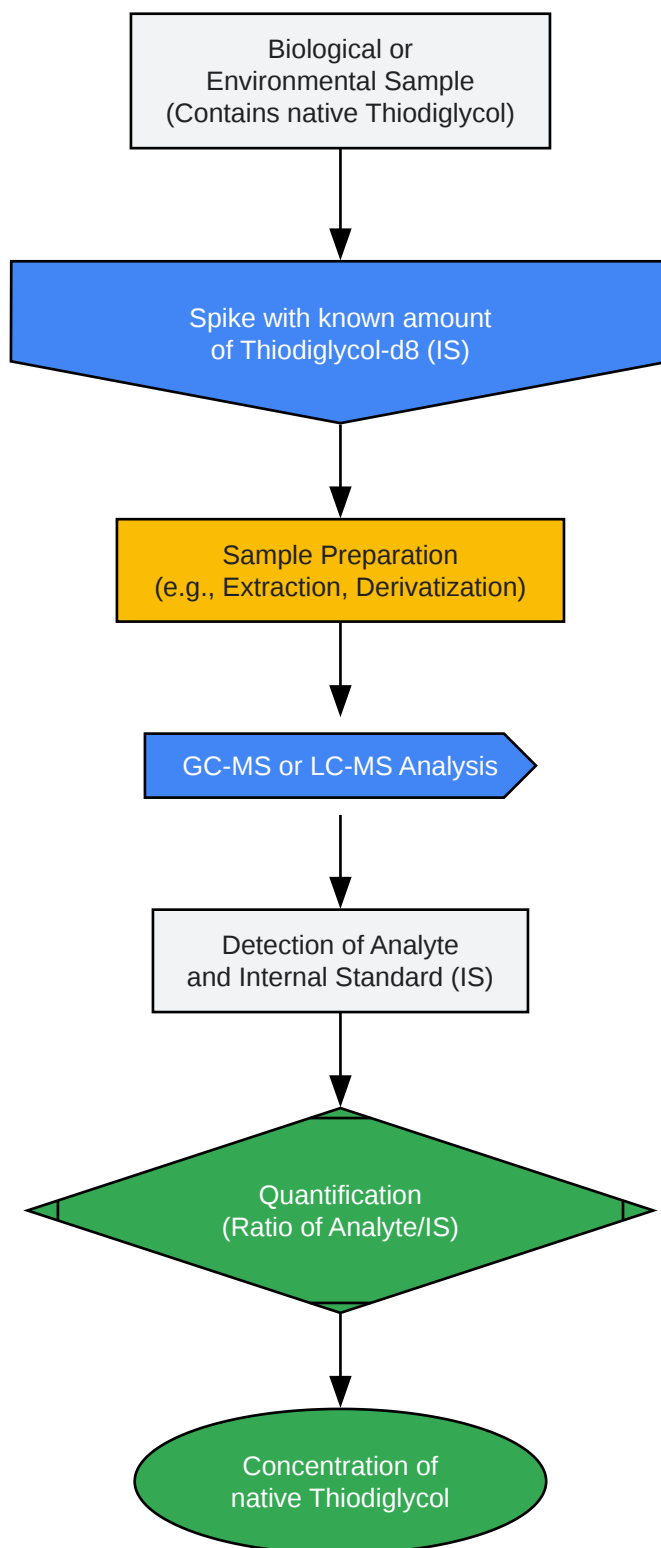 Biological or
Environmental Sample
(Contains native Thiodiglycol)
Spike with known amount
of Thiodiglycol-d8 (IS)
Sample Preparation
(e.g., Extraction, Derivatization)
GC-MS or LC-MS Analysis
Detection of Analyte
and Internal Standard (IS)
Quantification
(Ratio of Analyte/IS)
Concentration of
native Thiodiglycol